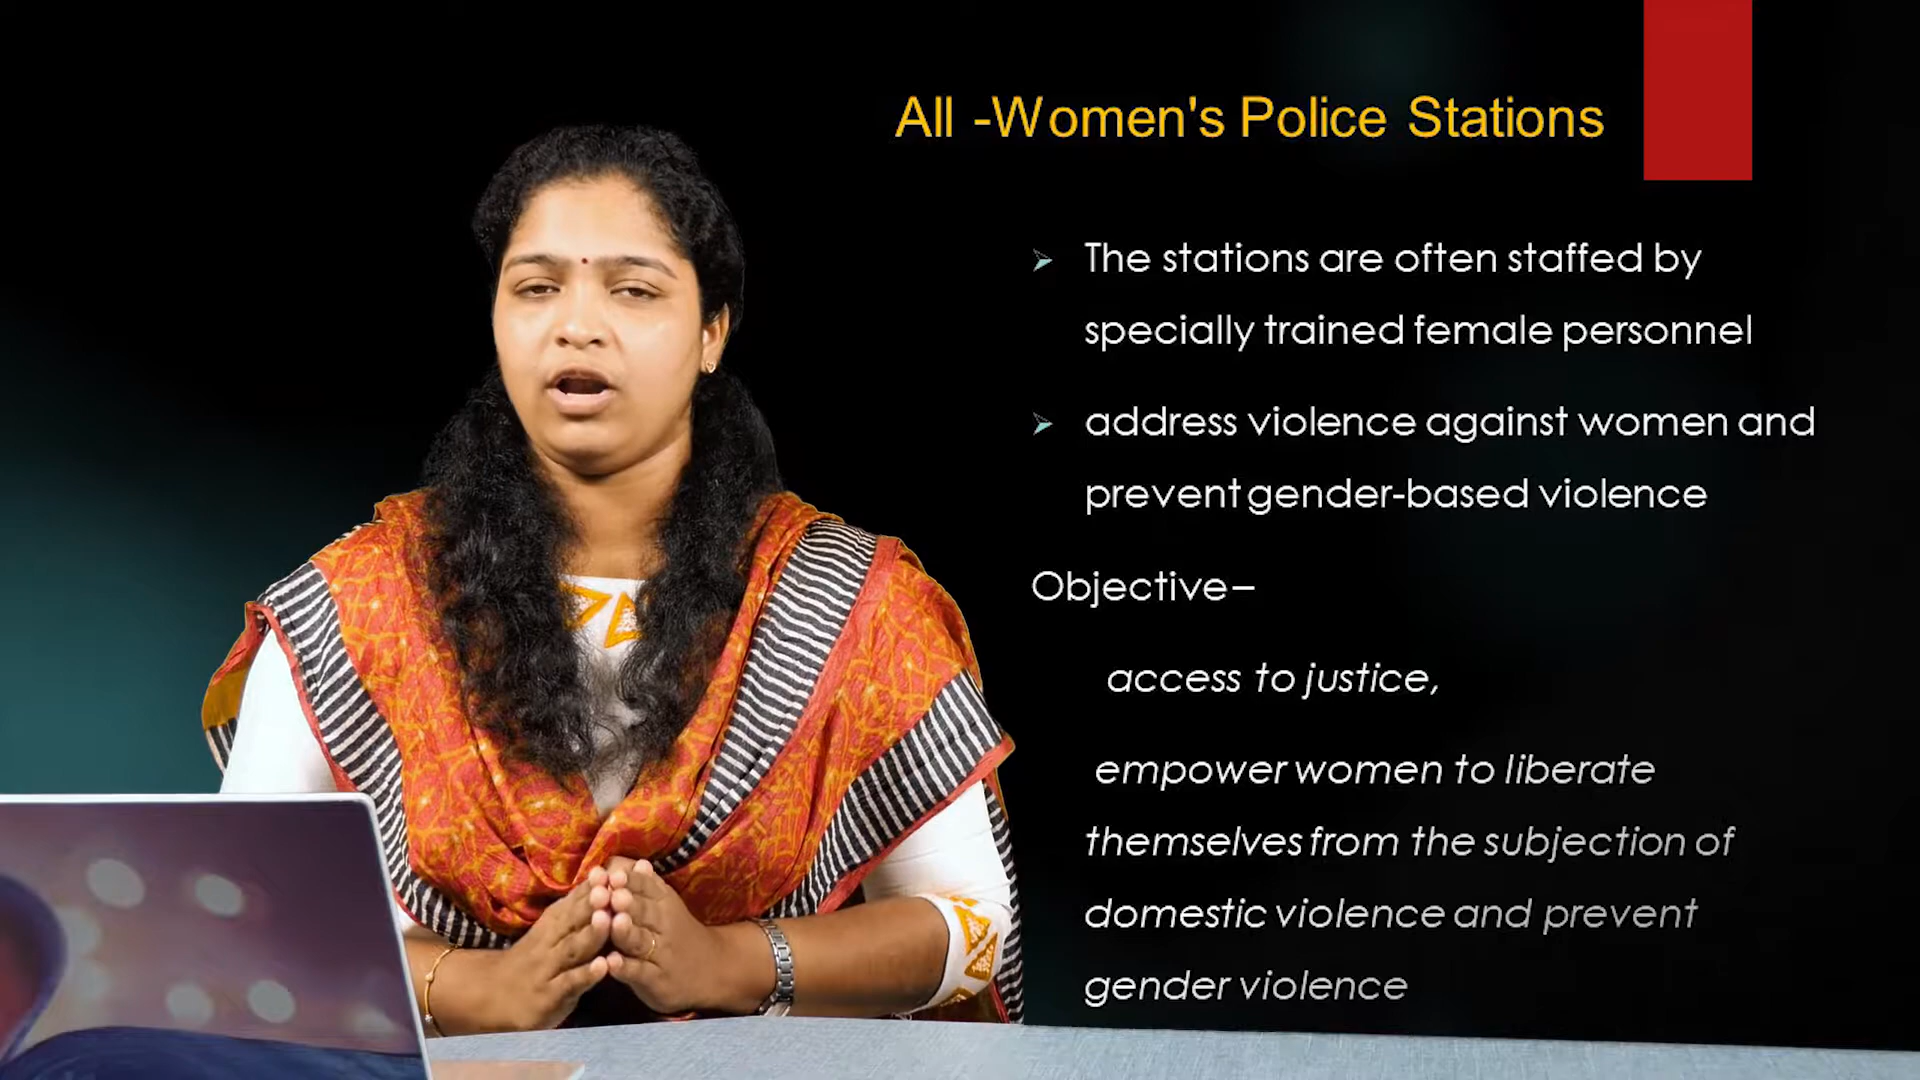 All -Women's Police Stations
The stations are often staffed by
specially trained female personnel
address violence against women and
prevent gender-based violence
Objective–
access to justice,
empower women to liberate
themselves from the subjection of
domestic violence and prevent
gender violence